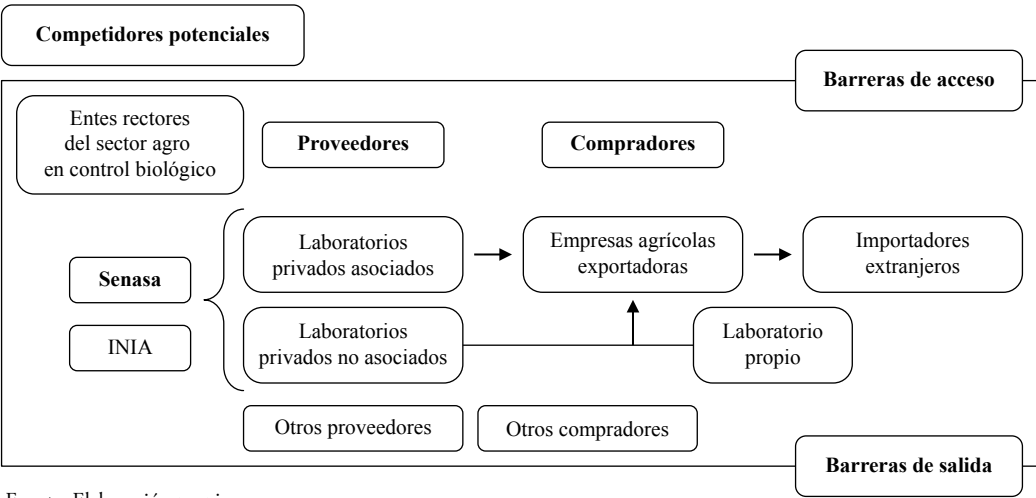 Competidores potenciales
Barreras de acceso
Entes rectores
del sector agro
en control biológico
Proveedores
Compradores
Senasa
INIA
Laboratorios
privados asociados
Empresas agrícolas
exportadoras
Importadores
extranjeros
Laboratorios
privados no asociados
Laboratorio
propio
Otros proveedores
Otros compradores
Barreras de salida